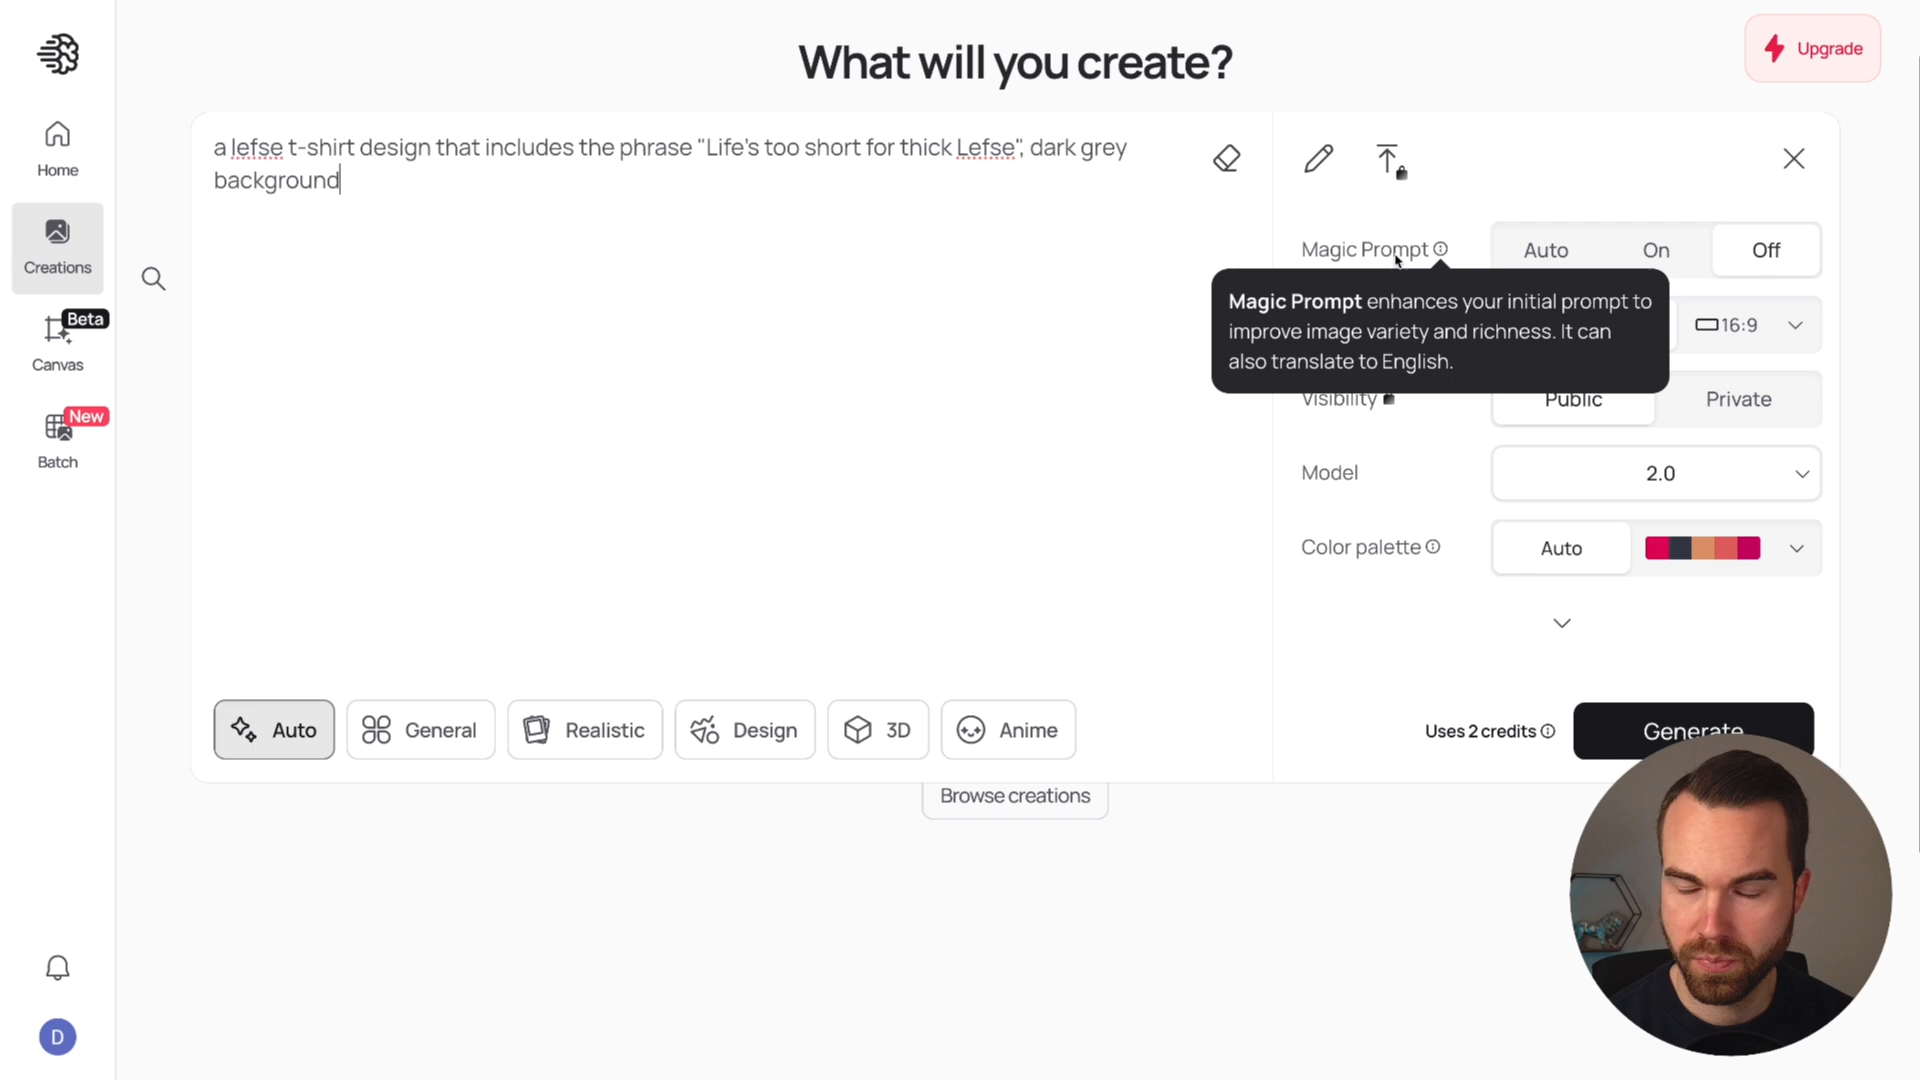 What will you create?
Upgrade
Home
Creations
Beta
Canvas
New
Batch
a lefse t-shirt design that includes the phrase "Life's too short for thick Lefse", dark grey
background
Magic Prompt
Auto
On
Off
Magic Prompt enhances your initial prompt to
improve image variety and richness. It can
also translate to English.
16:9
Visibility
Public
Private
Model
2.0
Color palette
Auto
Auto
General
Realistic
Design
3D
Anime
Uses 2 credits
Generate
Browse creations
D